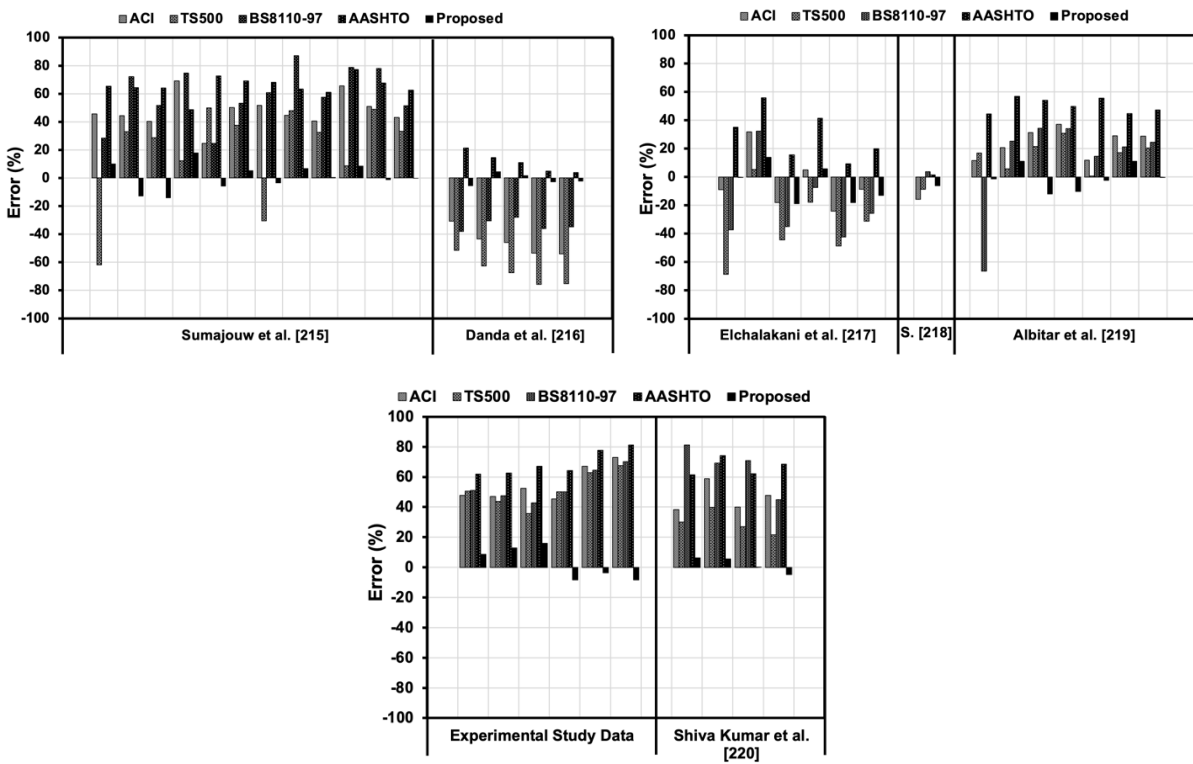 ACI TS500 BS8110-97 AASHTO Proposed
Error (%)
100
80
60
40
20
0
-20
-40
-60
-80
-100
Sumajouw et al. [215]
Danda et al. [216]
ACI TS500 BS8110-97 AASHTO Proposed
Error (%)
100
80
60
40
20
0
-20
-40
-60
-80
-100
Elchalakani et al. [217]
S. [218]
Albitar et al. [219]
ACI TS500 BS8110-97 AASHTO Proposed
Error (%)
100
80
60
40
20
0
-20
-40
-60
-80
-100
Experimental Study Data
Shiva Kumar et al.
[220]